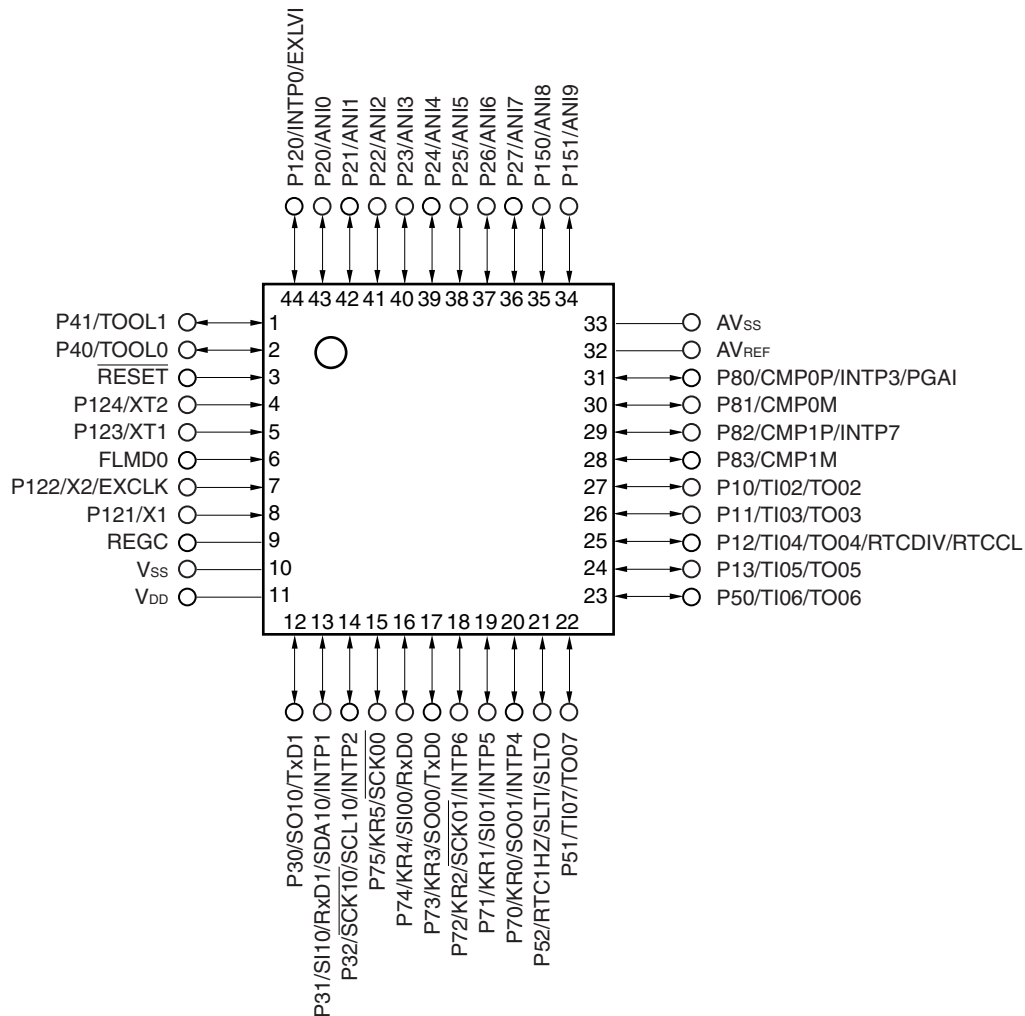 P120/INTP0/EXLVI
P20/ANI0
P21/ANI1
P22/ANI2
P23/ANI3
P24/ANI4
P25/ANI5
P26/ANI6
P27/ANI7
P150/ANI8
P151/ANI9
44 43 42 41 40 39 38 37 36 35 34
P41/TOOL1 1
P40/TOOL0 2
RESET 3
P124/XT2 4
P123/XT1 5
FLMD0 6
P122/X2/EXCLK 7
P121/X1 8
REGC 9
VSS 10
VDD 11
33 AVSS
32 AVREF
31 P80/CMP0P/INTP3/PGAI
30 P81/CMP0M
29 P82/CMP1P/INTP7
28 P83/CMP1M
27 P10/TI02/TO02
26 P11/TI03/TO03
25 P12/TI04/TO04/RTCDIV/RTCCL
24 P13/TI05/TO05
23 P50/TI06/TO06
12 13 14 15 16 17 18 19 20 21 22
P30/SO10/TxD1
P31/SI10/RxD1/SDA10/INTP1
P32/SCK10/SCL10/INTP2
P75/KR5/SCK00
P74/KR4/SI00/RxD0
P73/KR3/SO00/TxD0
P72/KR2/SCK01/INTP6
P71/KR1/SI01/INTP5
P70/KR0/SO01/INTP4
P52/RTC1HZ/SLTI/SLTO
P51/TI07/TO07